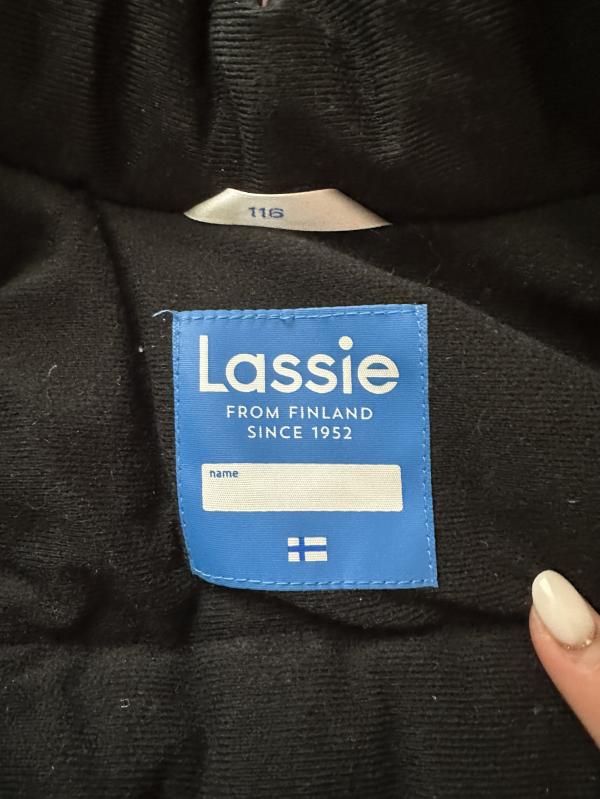 116
Lassie
FROM FINLAND
SINCE 1952
name